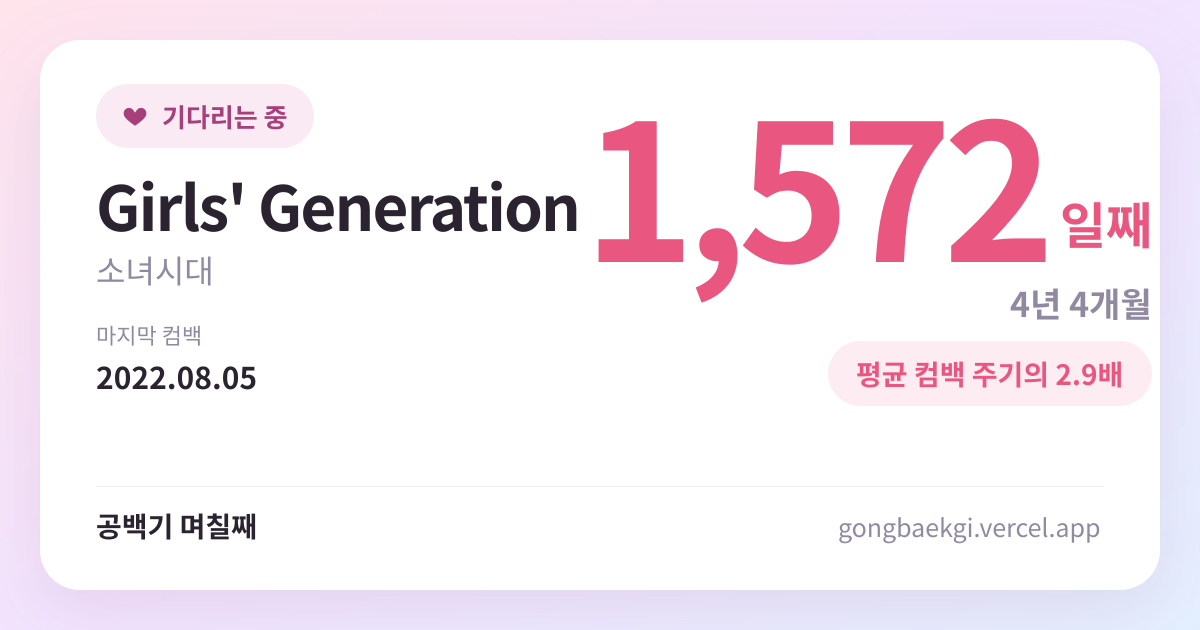 기다리는 중
Girls' Generation
소녀시대
마지막 컴백
2022.08.05
1,572 일째
4년 4개월
평균 컴백 주기의 2.9배
공백기 며칠째
gongbaekgi.vercel.app